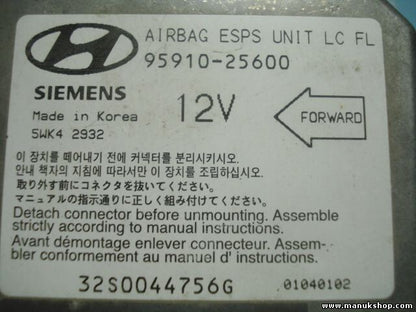 AIRBAG ESPS UNIT LC FL
95910-25600
SIEMENS
12V
FORWARD
Made in Korea
5WK4 2932
이 장치를 떼어내기 전에 커넥터를 분리시키시오.
안내 책자의 지침에 따라서만 이 장치를 조립하십시오.
取り外す前にコネクタを抜いてください。
マニュアルの指示通りに正しく組み付けてください。
Detach connector before unmounting. Assemble
strictly according to manual instructions.
Avant démontage enlever connecteur. Assem-
bler conformement au manuel d' instructions.
32S0044756G
01040102
www.manukshop.com